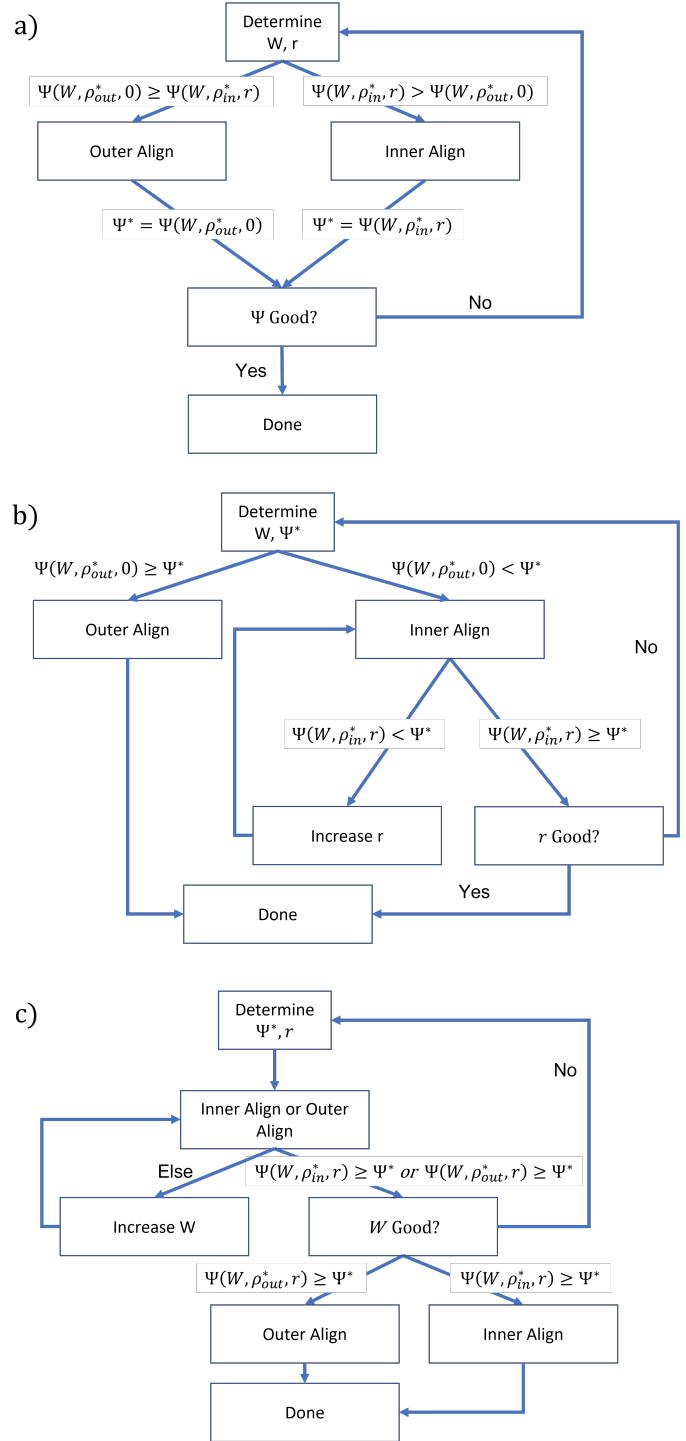 a)
Determine
W, r
Ψ(W, ρ*out, 0) ≥ Ψ(W, ρ*in, r)
Ψ(W, ρ*in, r) > Ψ(W, ρ*out, 0)
Outer Align
Inner Align
Ψ* = Ψ(W, ρ*out, 0)
Ψ* = Ψ(W, ρ*in, r)
Ψ Good?
No
Yes
Done
b)
Determine
W, Ψ*
Ψ(W, ρ*out, 0) ≥ Ψ*
Ψ(W, ρ*out, 0) < Ψ*
Outer Align
Inner Align
No
Ψ(W, ρ*in, r) < Ψ*
Ψ(W, ρ*in, r) ≥ Ψ*
Increase r
r Good?
Yes
Done
c)
Determine
Ψ*, r
No
Inner Align or Outer
Align
Else
Ψ(W, ρ*in, r) ≥ Ψ* or Ψ(W, ρ*out, r) ≥ Ψ*
Increase W
W Good?
Ψ(W, ρ*out, r) ≥ Ψ*
Ψ(W, ρ*in, r) ≥ Ψ*
Outer Align
Inner Align
Done